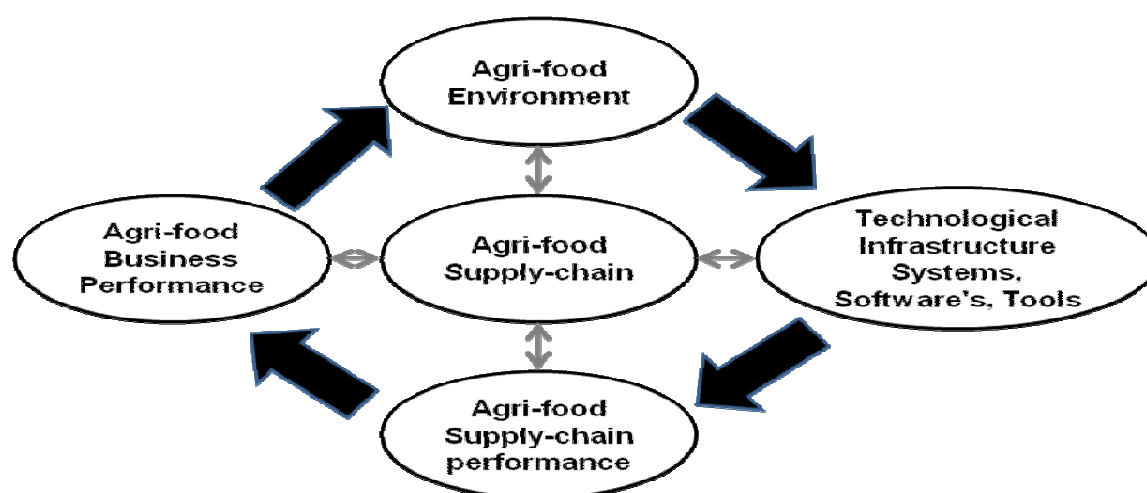 Agri-food
Environment
Agri-food
Business
Performance
Agri-food
Supply-chain
Technological
Infrastructure
Systems,
Software's, Tools
Agri-food
Supply-chain
performance